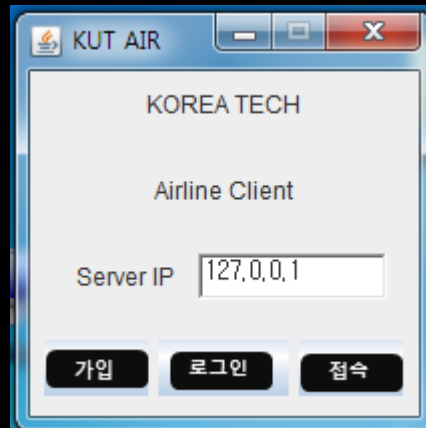 KUT AIR
KOREA TECH
Airline Client
Server IP 127,0,0,1
가입 로그인 접속